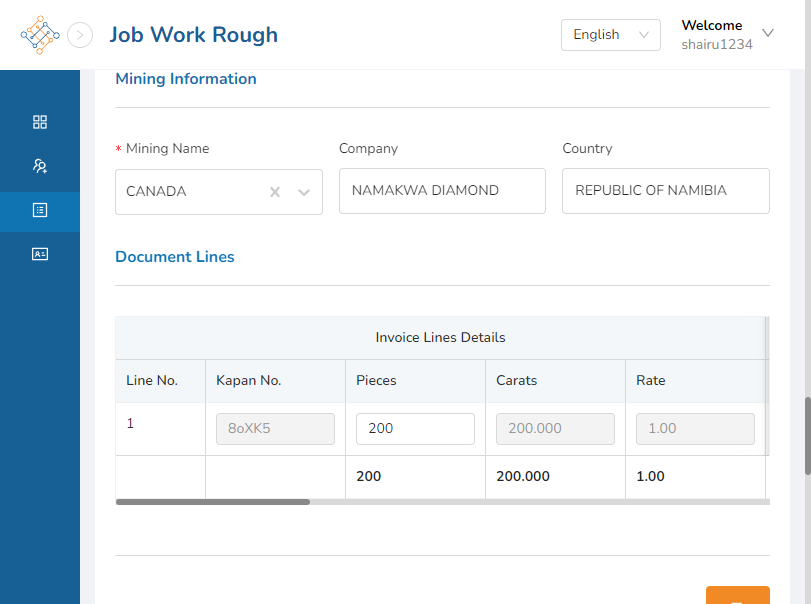 Job Work Rough
English
Welcome
shairu1234
Mining Information
* Mining Name
Company
Country
CANADA
NAMAKWA DIAMOND
REPUBLIC OF NAMIBIA
Document Lines
Invoice Lines Details
Line No. Kapan No. Pieces Carats Rate
1 8oXK5 200 200.000 1.00
200 200.000 1.00